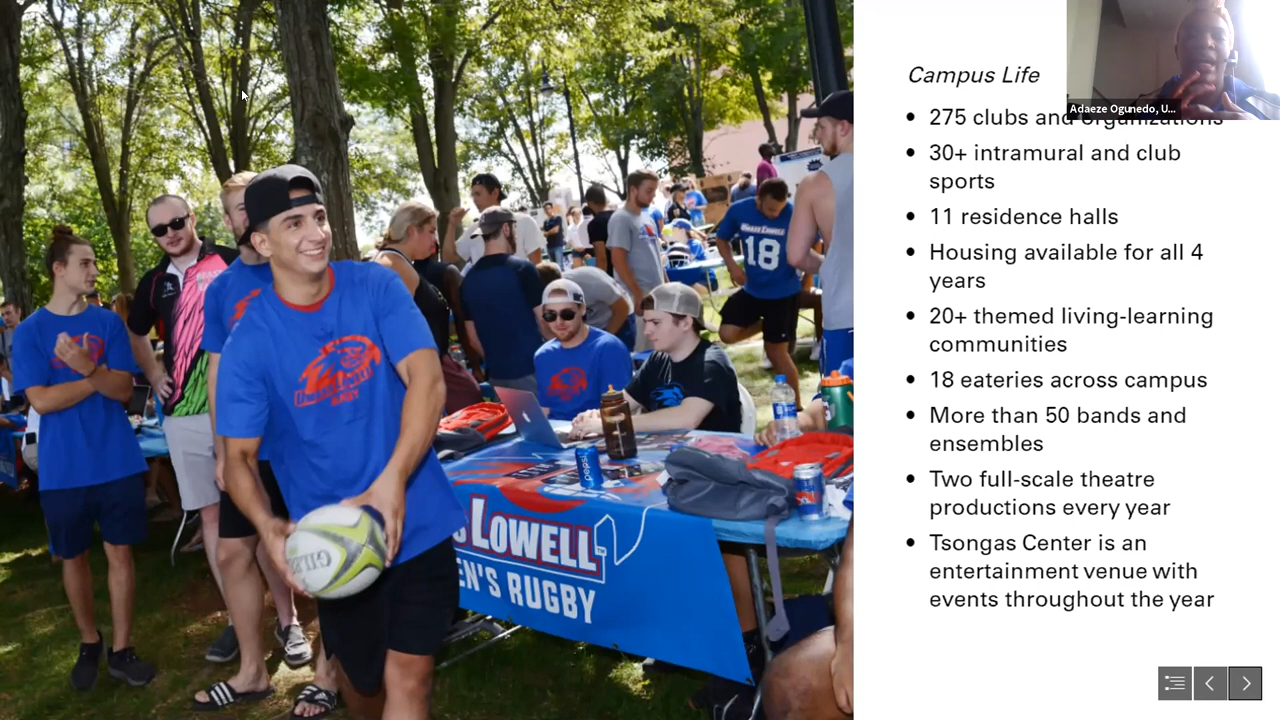 Campus Life
Adaeze Ogunedo, U...
• 275 clubs and organizations
• 30+ intramural and club
sports
• 11 residence halls
• Housing available for all 4
years
• 20+ themed living-learning
communities
• 18 eateries across campus
• More than 50 bands and
ensembles
• Two full-scale theatre
productions every year
• Tsongas Center is an
entertainment venue with
events throughout the year
18
RUGBY
pepsi
LOWELL
EN'S RUGBY